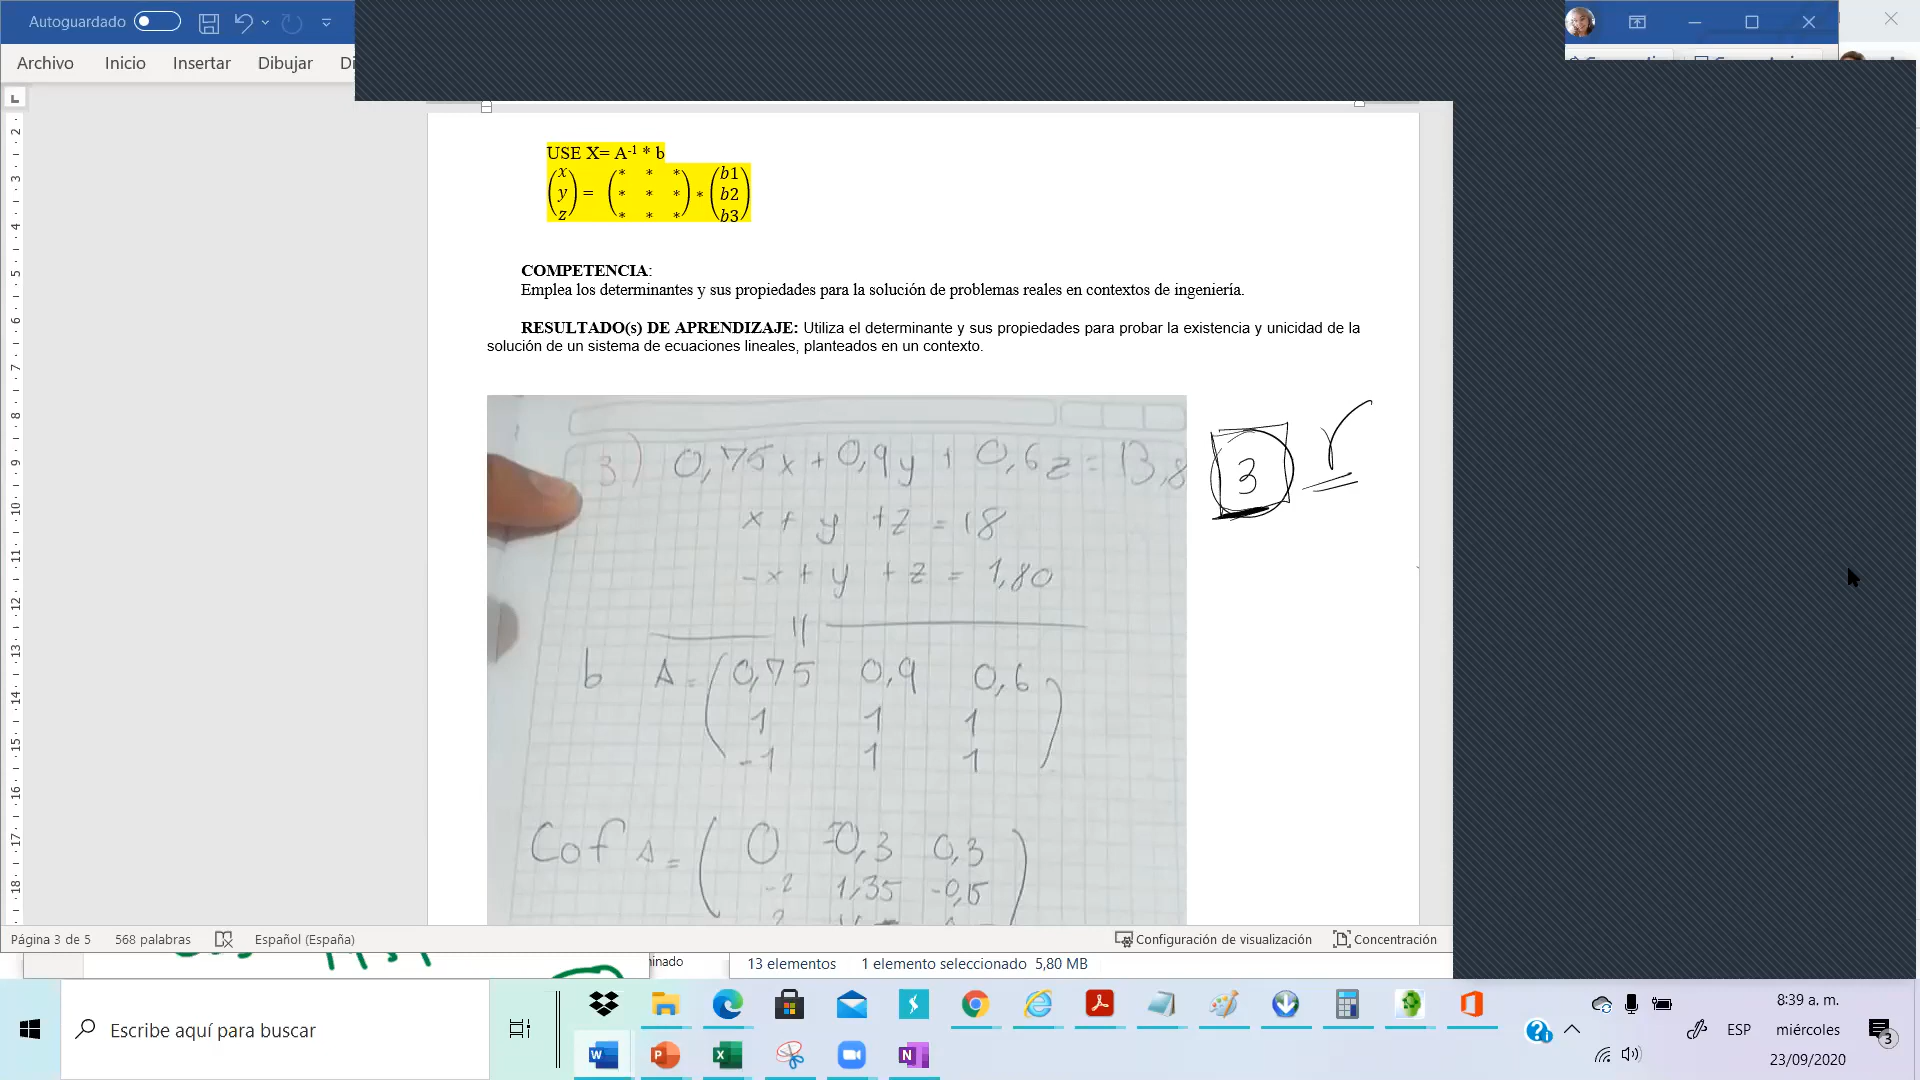 Autoguardado
Archivo Inicio Insertar Dibujar Di
USE X= A-1 * b
x * * * b1
y = * * * * b2
z * * * b3
COMPETENCIA:
Emplea los determinantes y sus propiedades para la solución de problemas reales en contextos de ingeniería.
RESULTADO(s) DE APRENDIZAJE: Utiliza el determinante y sus propiedades para probar la existencia y unicidad de la
solución de un sistema de ecuaciones lineales, planteados en un contexto.
3) 0,75x + 0,9y + 0,6z = 13,8
3
x + y + z = 18
-x + y + z = 1,80
b A = 0,75 0,9 0,6
1 1 1
-1 1 1
Cof A = 0 -0,3 0,3
-2 1,35 -0,15
Página 3 de 5 568 palabras Español (España) Configuración de visualización Concentración
inado 13 elementos 1 elemento seleccionado 5,80 MB
Escribe aquí para buscar
8:39 a. m.
ESP miércoles 3
23/09/2020